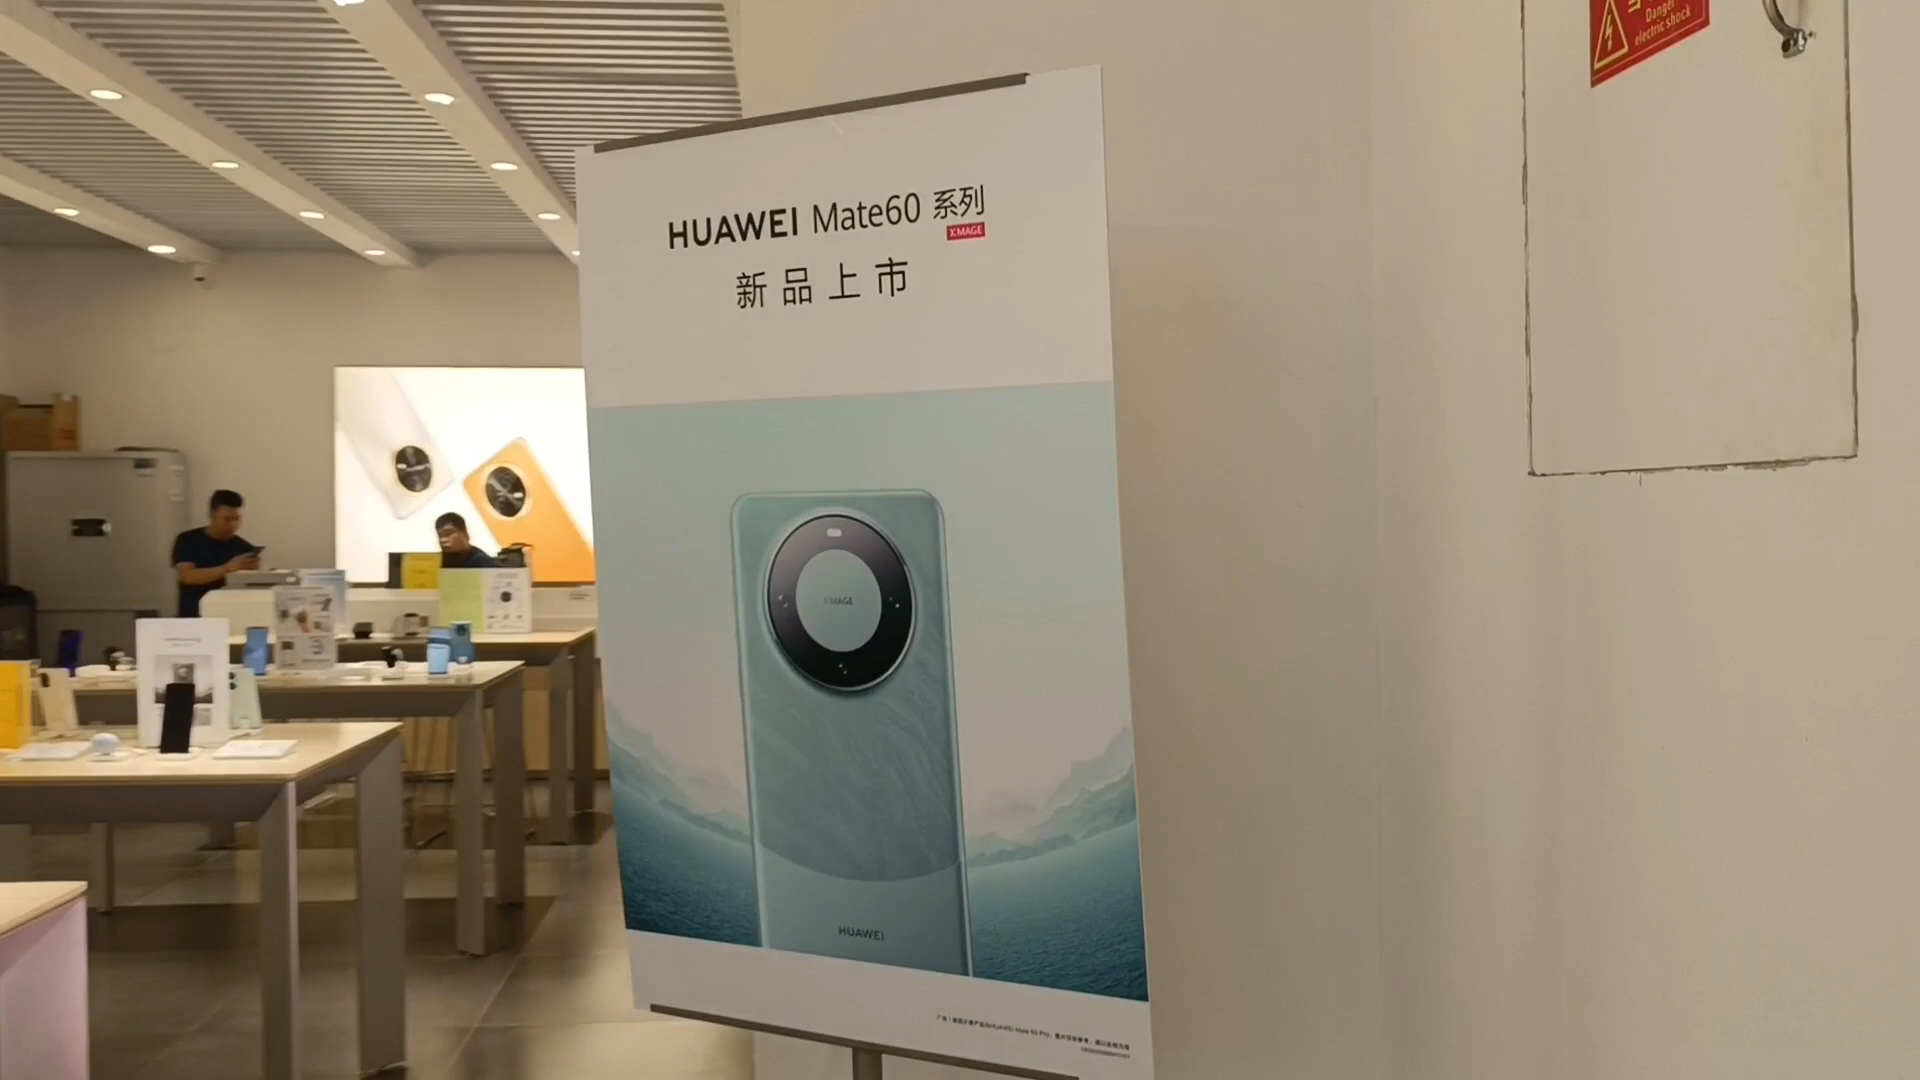 Danger!
electric shock
HUAWEI Mate60 系列
XMAGE
新品上市
XMAGE
HUAWEI